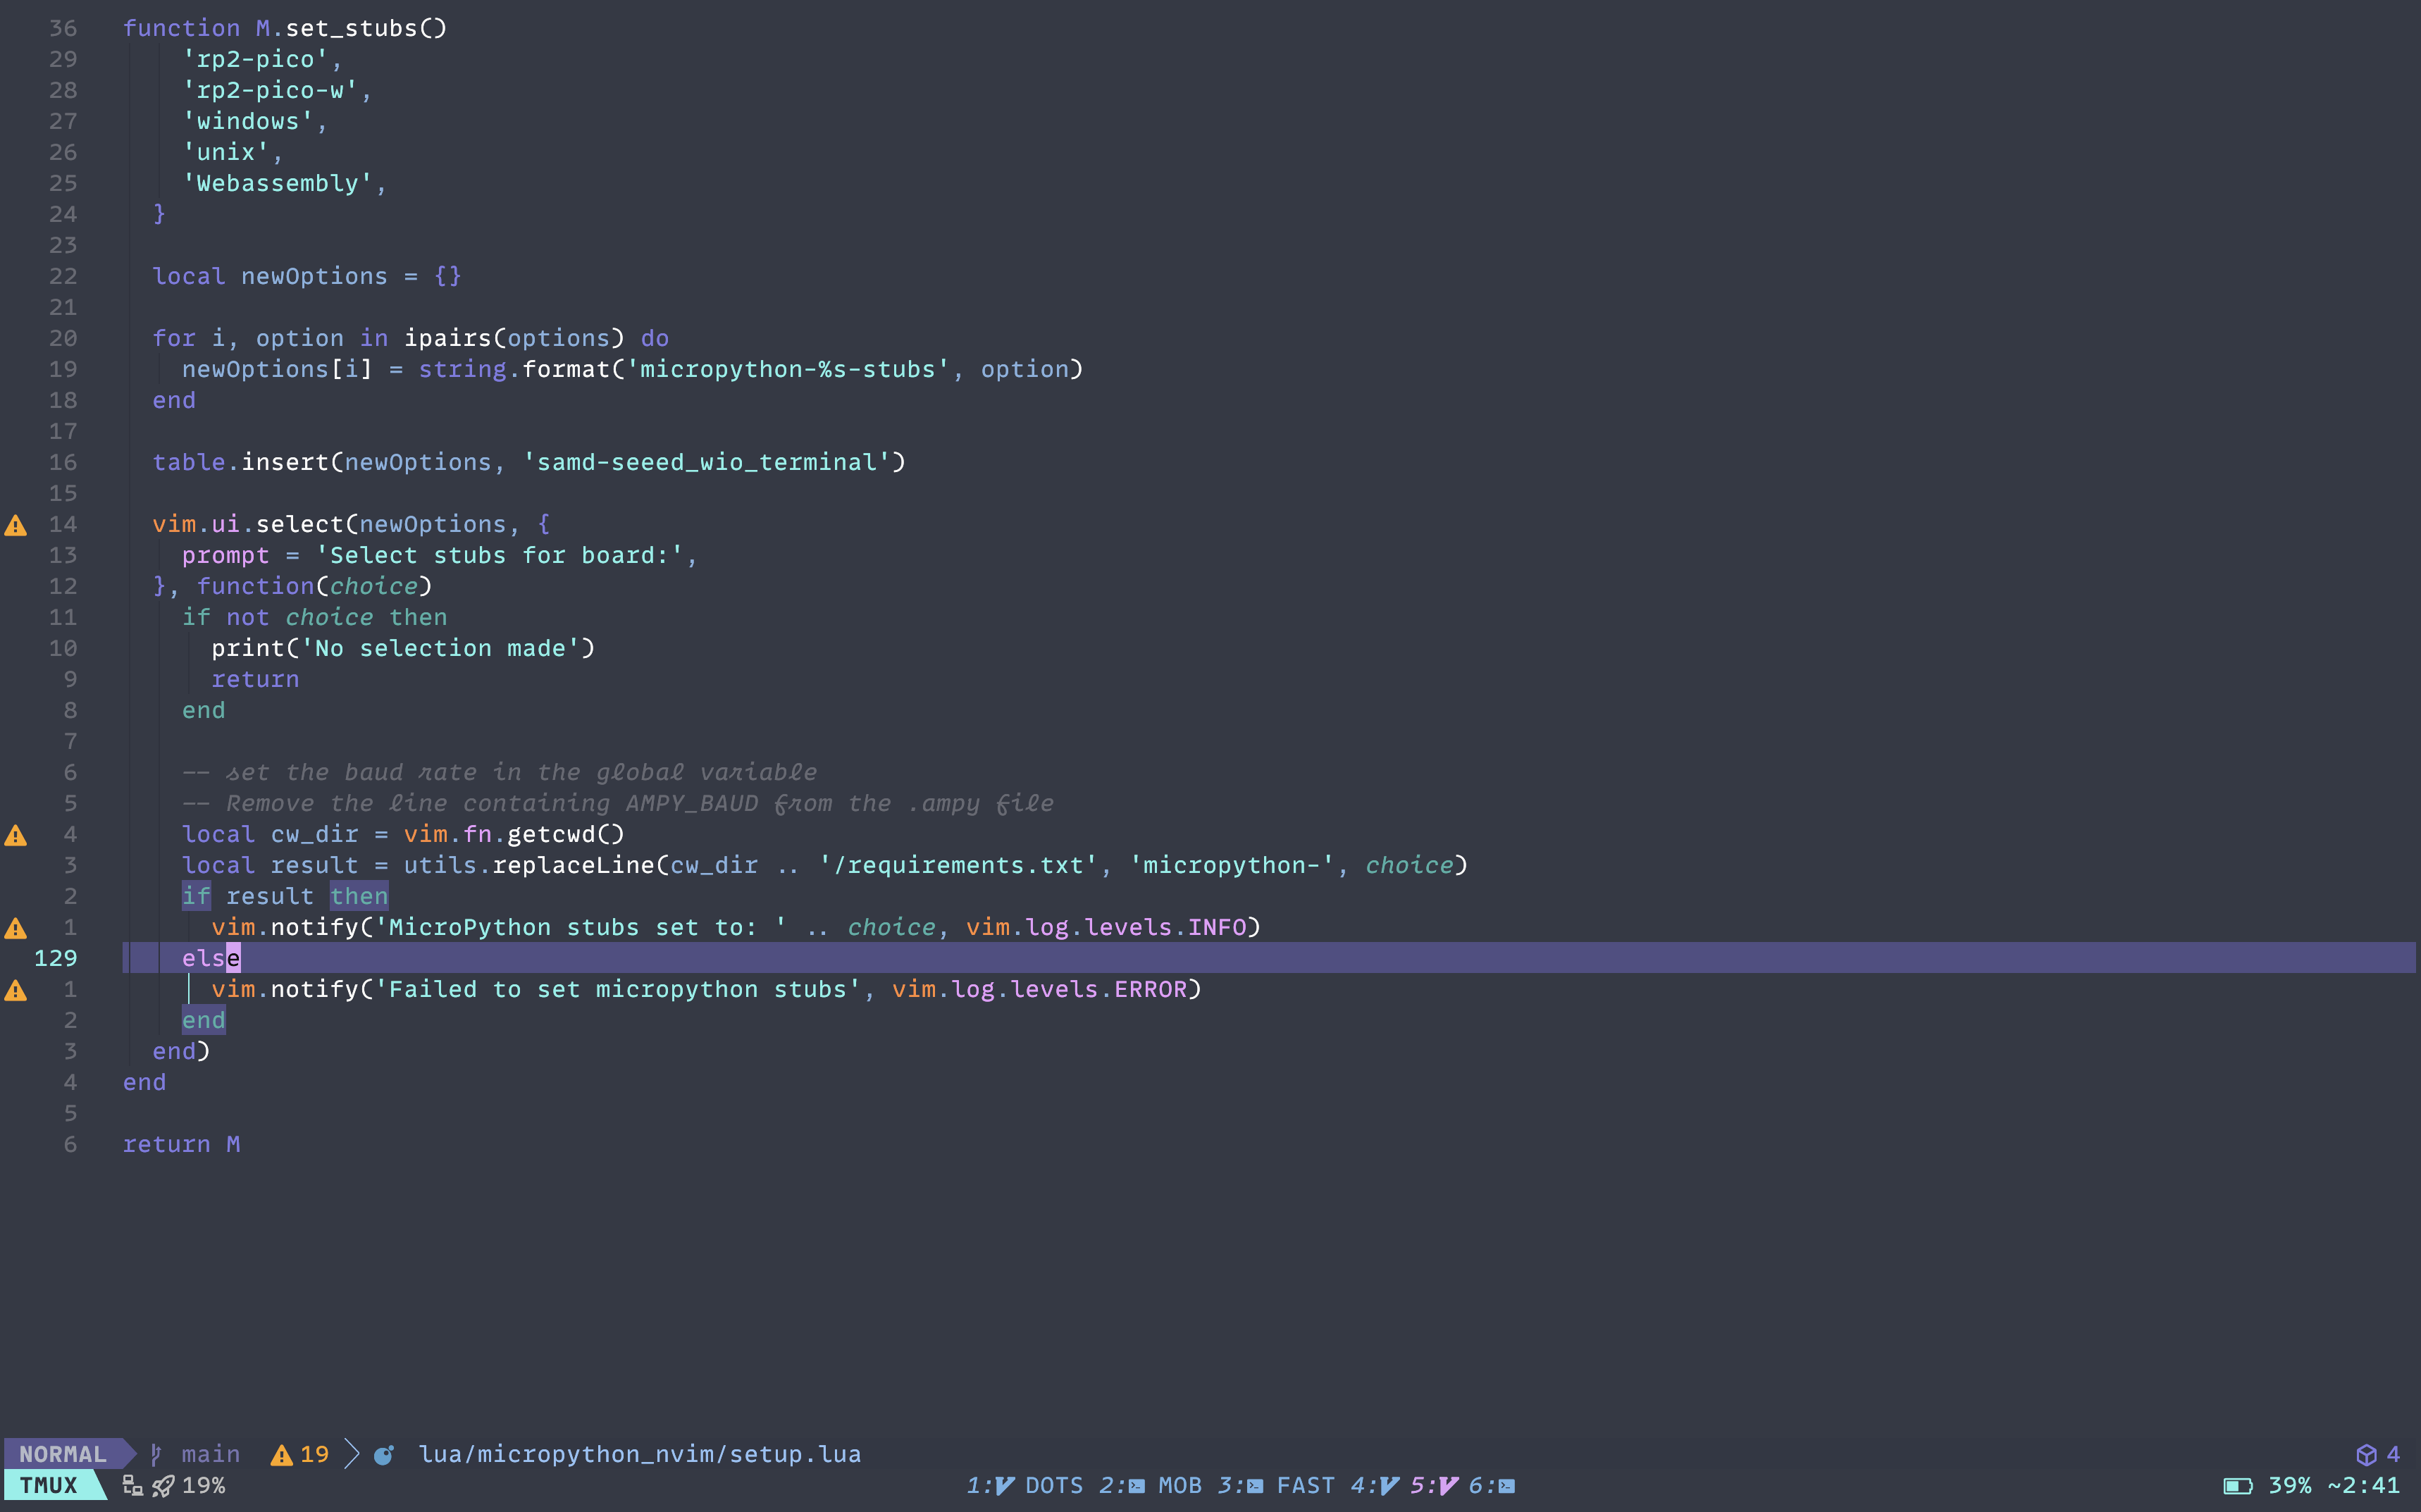 36 function M.set_stubs()
29 'rp2-pico',
28 'rp2-pico-w',
27 'windows',
26 'unix',
25 'Webassembly',
24 }
23
22 local newOptions = {}
21
20 for i, option in ipairs(options) do
19 newOptions[i] = string.format('micropython-%s-stubs', option)
18 end
17
16 table.insert(newOptions, 'samd-seeed_wio_terminal')
15
14 vim.ui.select(newOptions, {
13 prompt = 'Select stubs for board:',
12 }, function(choice)
11 if not choice then
10 print('No selection made')
9 return
8 end
7
6 -- set the baud rate in the global variable
5 -- Remove the line containing AMPY_BAUD from the .ampy file
4 local cw_dir = vim.fn.getcwd()
3 local result = utils.replaceLine(cw_dir .. '/requirements.txt', 'micropython-', choice)
2 if result then
1 vim.notify('MicroPython stubs set to: ' .. choice, vim.log.levels.INFO)
129 else
1 vim.notify('Failed to set micropython stubs', vim.log.levels.ERROR)
2 end
3 end)
4 end
5
6 return M
NORMAL main 19 lua/micropython_nvim/setup.lua 4
TMUX 19% 1: DOTS 2: MOB 3: FAST 4: 5: 6: 39% ~2:41